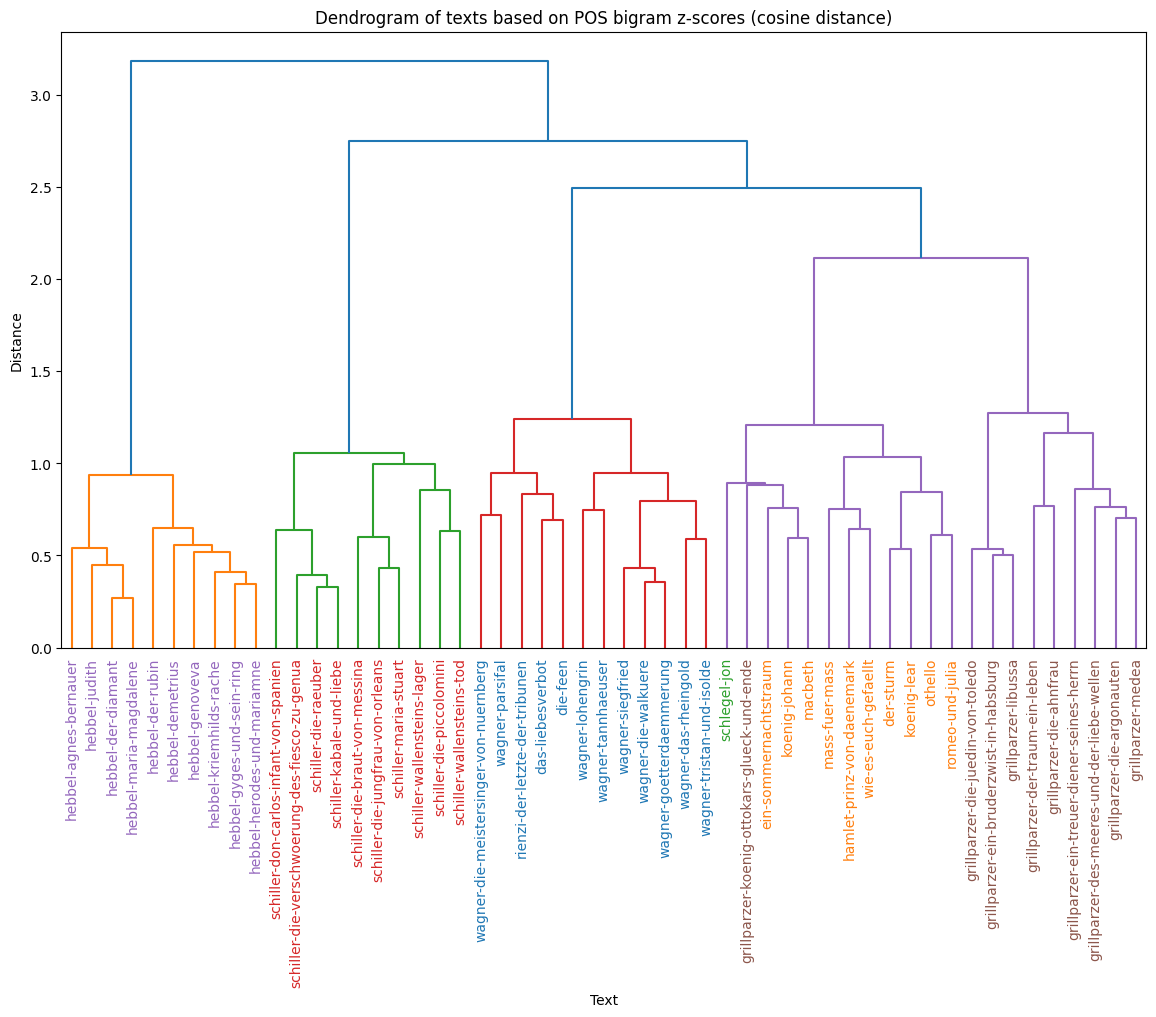 Dendrogram of texts based on POS bigram z-scores (cosine distance)
Distance
3.0
2.5
2.0
1.5
1.0
0.5
0.0
hebbel-agnes-bernauer
hebbel-judith
hebbel-der-diamant
hebbel-maria-magdalene
hebbel-der-rubin
hebbel-demetrius
hebbel-genoveva
hebbel-kriemhilds-rache
hebbel-gyges-und-sein-ring
hebbel-herodes-und-mariamne
schiller-don-carlos-infant-von-spanien
schiller-die-verschwoerung-des-fiesco-zu-genua
schiller-die-raeuber
schiller-kabale-und-liebe
schiller-die-braut-von-messina
schiller-die-jungfrau-von-orleans
schiller-maria-stuart
schiller-wallensteins-lager
schiller-die-piccolomini
schiller-wallensteins-tod
wagner-die-meistersinger-von-nuernberg
wagner-parsifal
rienzi-der-letzte-der-tribunen
das-liebesverbot
die-feen
wagner-lohengrin
wagner-tannhaeuser
wagner-siegfried
wagner-die-walkuere
wagner-goetterdaemmerung
wagner-das-rheingold
wagner-tristan-und-isolde
schlegel-jon
grillparzer-koenig-ottokars-glueck-und-ende
ein-sommernachtstraum
koenig-johann
macbeth
mass-fuer-mass
hamlet-prinz-von-daenemark
wie-es-euch-gefaellt
der-sturm
koenig-lear
othello
romeo-und-julia
grillparzer-die-juedin-von-toledo
grillparzer-ein-bruderzwist-in-habsburg
grillparzer-libussa
grillparzer-der-traum-ein-leben
grillparzer-die-ahnfrau
grillparzer-ein-treuer-diener-seines-herrn
grillparzer-des-meeres-und-der-liebe-wellen
grillparzer-die-argonauten
grillparzer-medea
Text